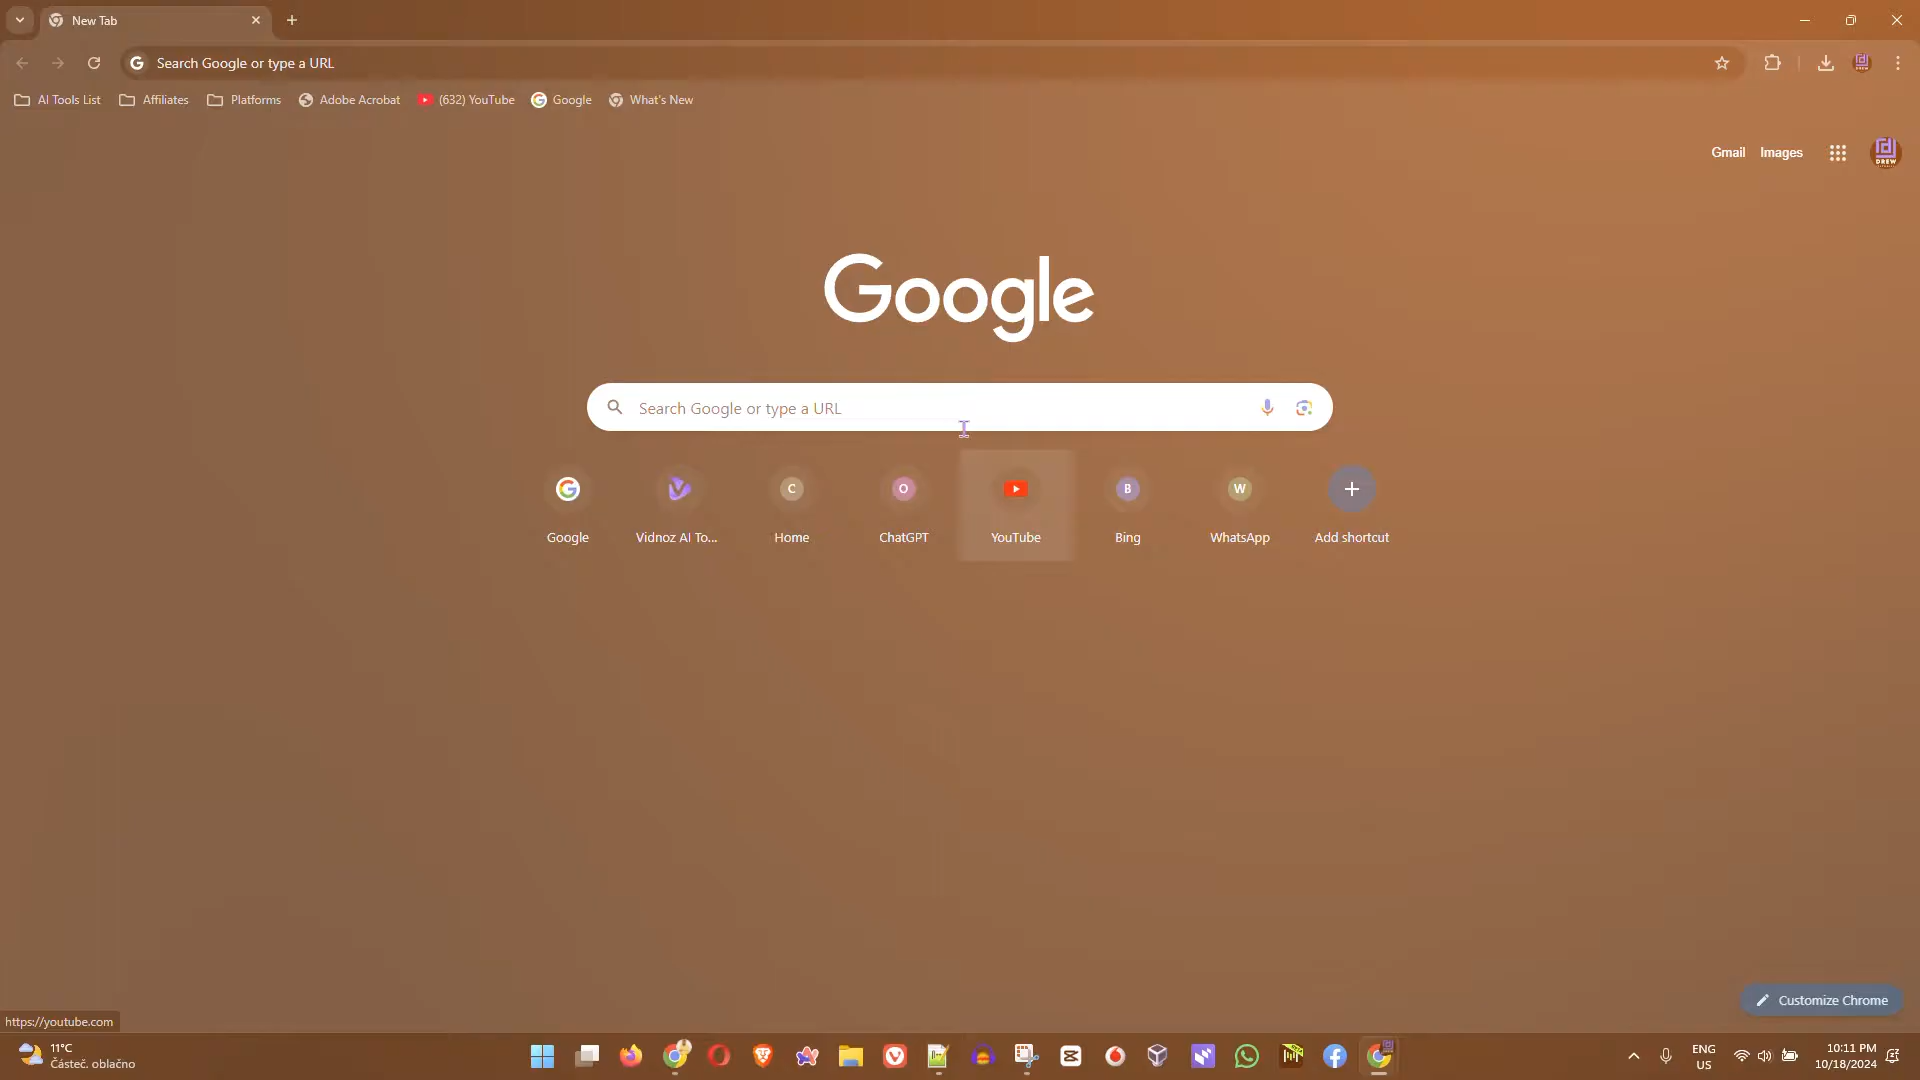 New Tab
Search Google or type a URL
AI Tools List
Affiliates
Platforms
Adobe Acrobat
(632) YouTube
Google
What's New
Gmail
Images
DREW
Google
Search Google or type a URL
C
O
B
W
Google
Vidnoz AI To...
Home
ChatGPT
YouTube
Bing
WhatsApp
Add shortcut
Customize Chrome
https://youtube.com
11°C
Částeč. oblačno
ENG
US
10:11 PM
10/18/2024